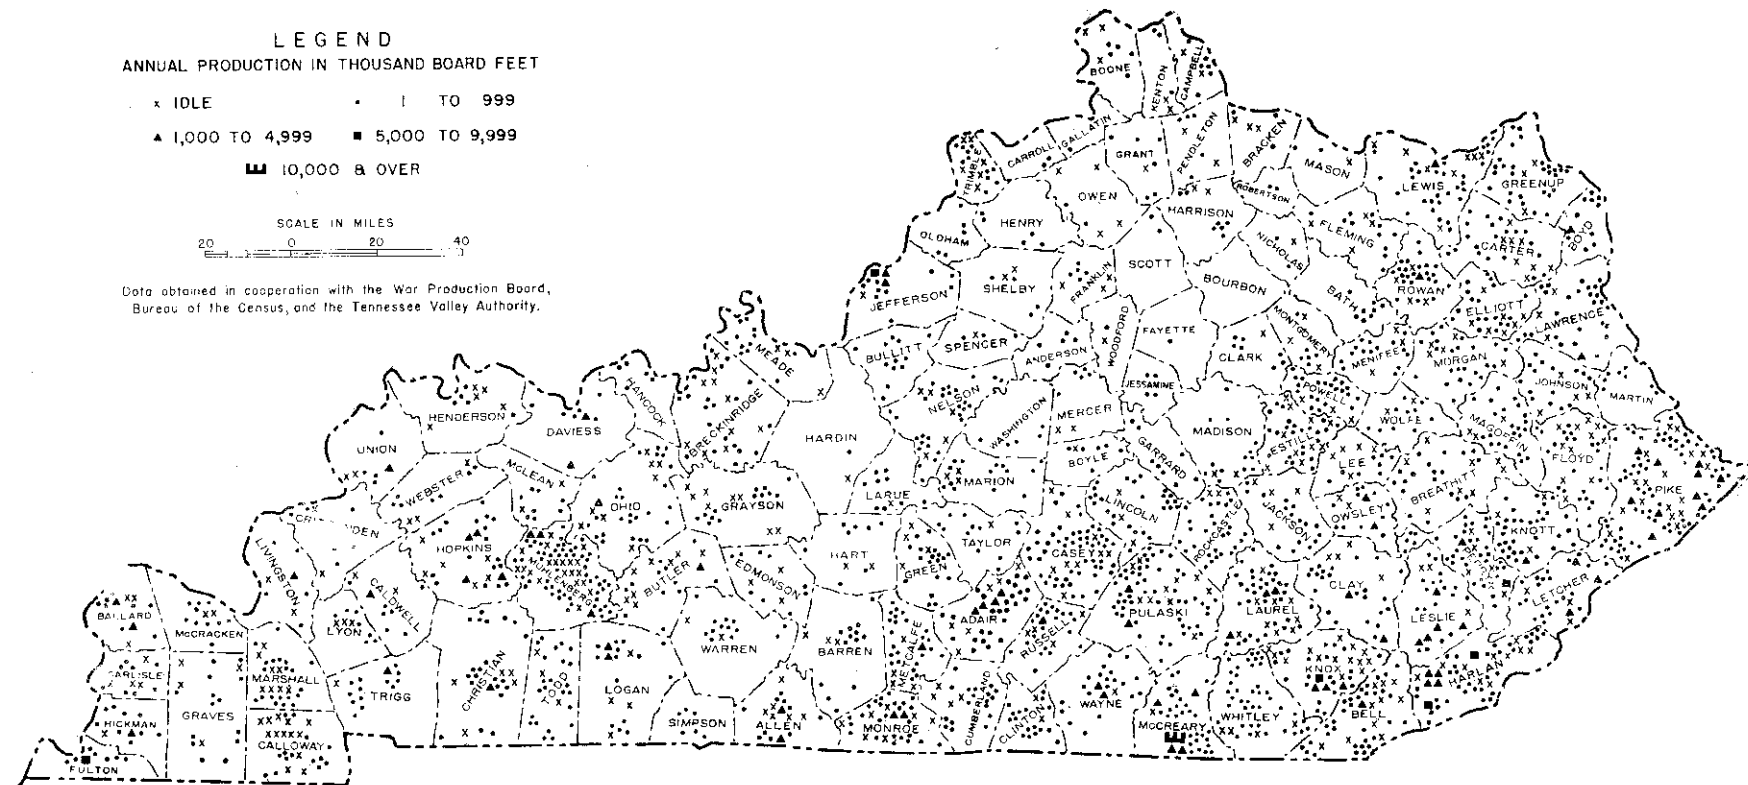 LEGEND
ANNUAL PRODUCTION IN THOUSAND BOARD FEET
x IDLE • 1 TO 999
▲ 1,000 TO 4,999 ■ 5,000 TO 9,999
10,000 & OVER
SCALE IN MILES
20 0 20 40
Data obtained in cooperation with the War Production Board,
Bureau of the Census, and the Tennessee Valley Authority.
BOONE
KENTON
CAMPBELL
TRIMBLE
CARROLL
GALLATIN
GRANT
PENDLETON
BRACKEN
MASON
LEWIS
GREENUP
ROBERTSON
OWEN
HARRISON
HENRY
OLDHAM
FLEMING
NICHOLAS
CARTER
BOYD
JEFFERSON
SHELBY
FRANKLIN
SCOTT
BOURBON
BATH
ROWAN
ELLIOTT
LAWRENCE
MEADE
BULLITT
SPENCER
ANDERSON
WOODFORD
FAYETTE
CLARK
MONTGOMERY
MENIFEE
MORGAN
JOHNSON
MARTIN
HENDERSON
HANCOCK
BRECKINRIDGE
NELSON
WASHINGTON
MERCER
JESSAMINE
MADISON
POWELL
WOLFE
MAGOFFIN
FLOYD
UNION
DAVIESS
HARDIN
BOYLE
GARRARD
ESTILL
LEE
BREATHITT
PIKE
WEBSTER
MCLEAN
OHIO
GRAYSON
LARUE
MARION
LINCOLN
ROCKCASTLE
JACKSON
OWSLEY
KNOTT
LIVINGSTON
HOPKINS
MUHLENBERG
BUTLER
EDMONSON
HART
GREEN
TAYLOR
CASEY
PERRY
LETCHER
BALLARD
McCRACKEN
LYON
CALDWELL
WARREN
BARREN
METCALFE
ADAIR
RUSSELL
PULASKI
LAUREL
CLAY
LESLIE
CARLISLE
MARSHALL
TRIGG
CHRISTIAN
TODD
LOGAN
SIMPSON
ALLEN
MONROE
CUMBERLAND
CLINTON
WAYNE
McCREARY
WHITLEY
KNOX
BELL
HARLAN
HICKMAN
GRAVES
CALLOWAY
FULTON